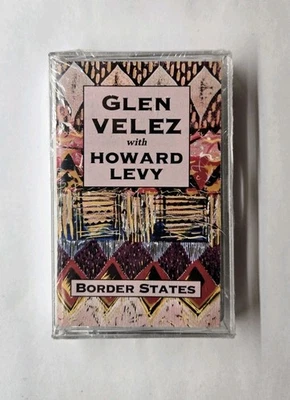 GLEN
VELEZ
with
HOWARD
LEVY
BORDER STATES